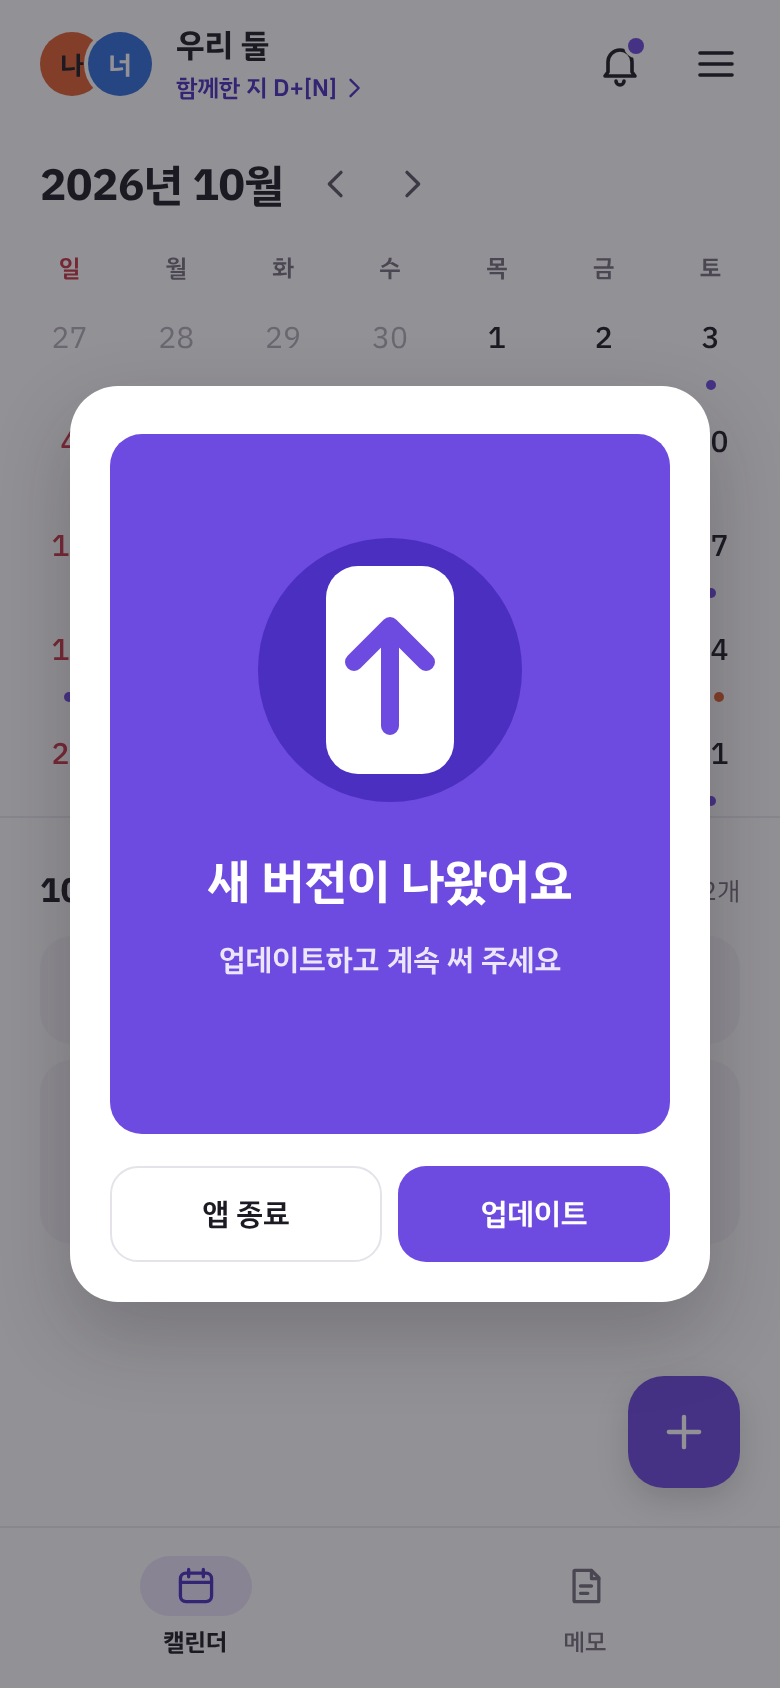 나 너
우리 둘
함께한 지 D+[N]
2026년 10월
일 월 화 수 목 금 토
27 28 29 30 1 2 3
새 버전이 나왔어요
업데이트하고 계속 써 주세요
앱 종료 업데이트
캘린더 메모